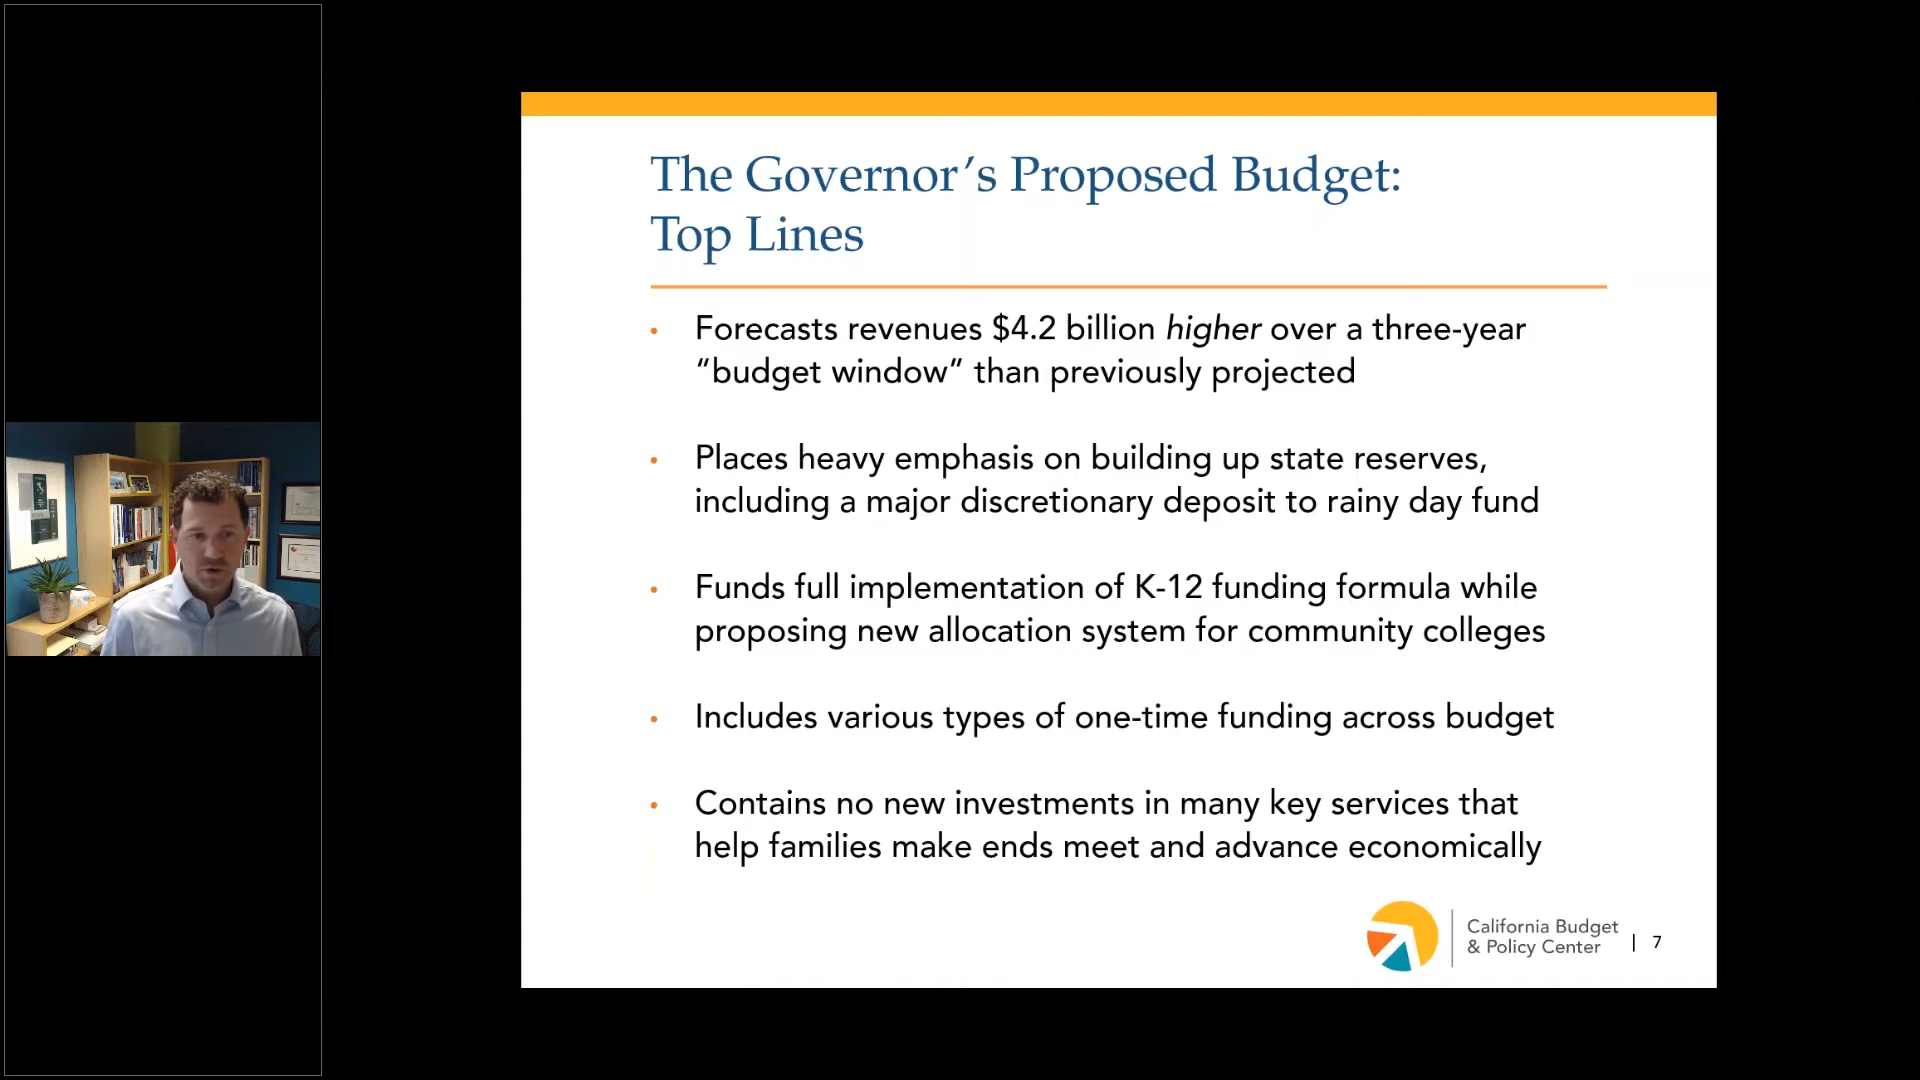 The Governor’s Proposed Budget:
Top Lines
• Forecasts revenues $4.2 billion higher over a three-year
“budget window” than previously projected
• Places heavy emphasis on building up state reserves,
including a major discretionary deposit to rainy day fund
• Funds full implementation of K-12 funding formula while
proposing new allocation system for community colleges
• Includes various types of one-time funding across budget
• Contains no new investments in many key services that
help families make ends meet and advance economically
California Budget
& Policy Center | 7